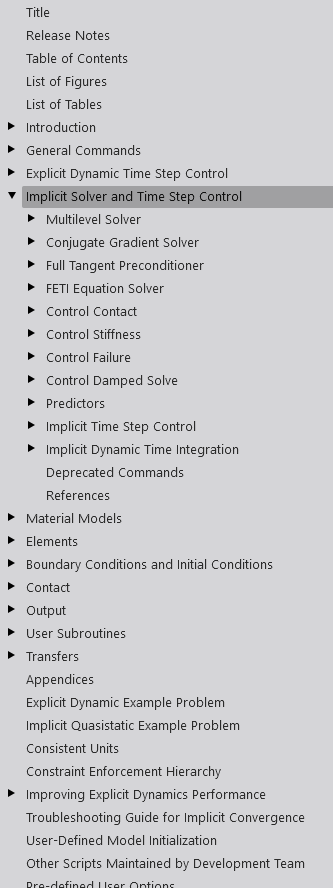 Title
Release Notes
Table of Contents
List of Figures
List of Tables
Introduction
General Commands
Explicit Dynamic Time Step Control
Implicit Solver and Time Step Control
Multilevel Solver
Conjugate Gradient Solver
Full Tangent Preconditioner
FETI Equation Solver
Control Contact
Control Stiffness
Control Failure
Control Damped Solve
Predictors
Implicit Time Step Control
Implicit Dynamic Time Integration
Deprecated Commands
References
Material Models
Elements
Boundary Conditions and Initial Conditions
Contact
Output
User Subroutines
Transfers
Appendices
Explicit Dynamic Example Problem
Implicit Quasistatic Example Problem
Consistent Units
Constraint Enforcement Hierarchy
Improving Explicit Dynamics Performance
Troubleshooting Guide for Implicit Convergence
User-Defined Model Initialization
Other Scripts Maintained by Development Team
Pre-defined User Options